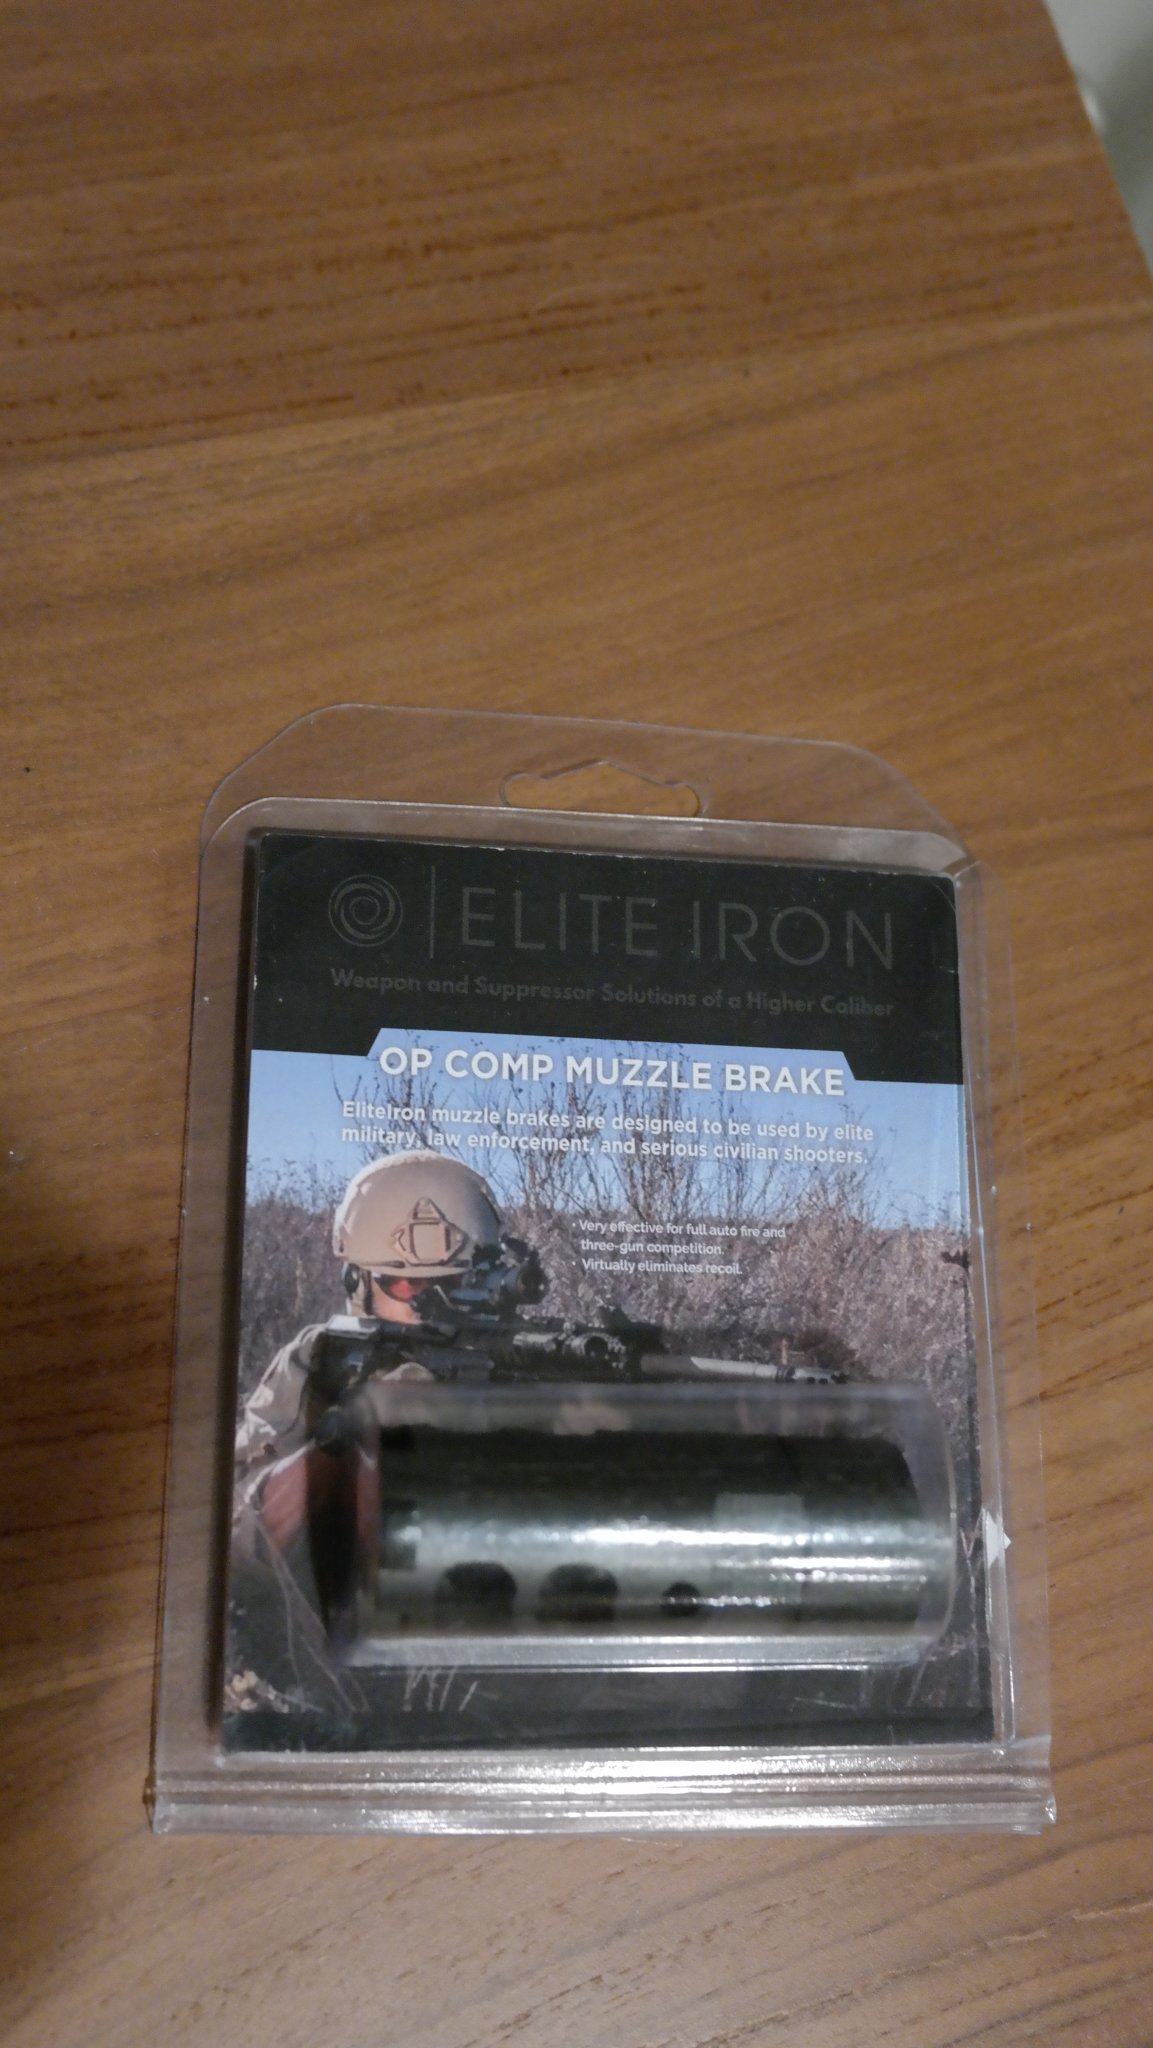 ELITE IRON
Weapon and Suppressor Solutions of a Higher Caliber
OP COMP MUZZLE BRAKE
EliteIron muzzle brakes are designed to be used by elite
military, law enforcement, and serious civilian shooters.
• Very effective for full auto fire and
three-gun competition.
• Virtually eliminates recoil.